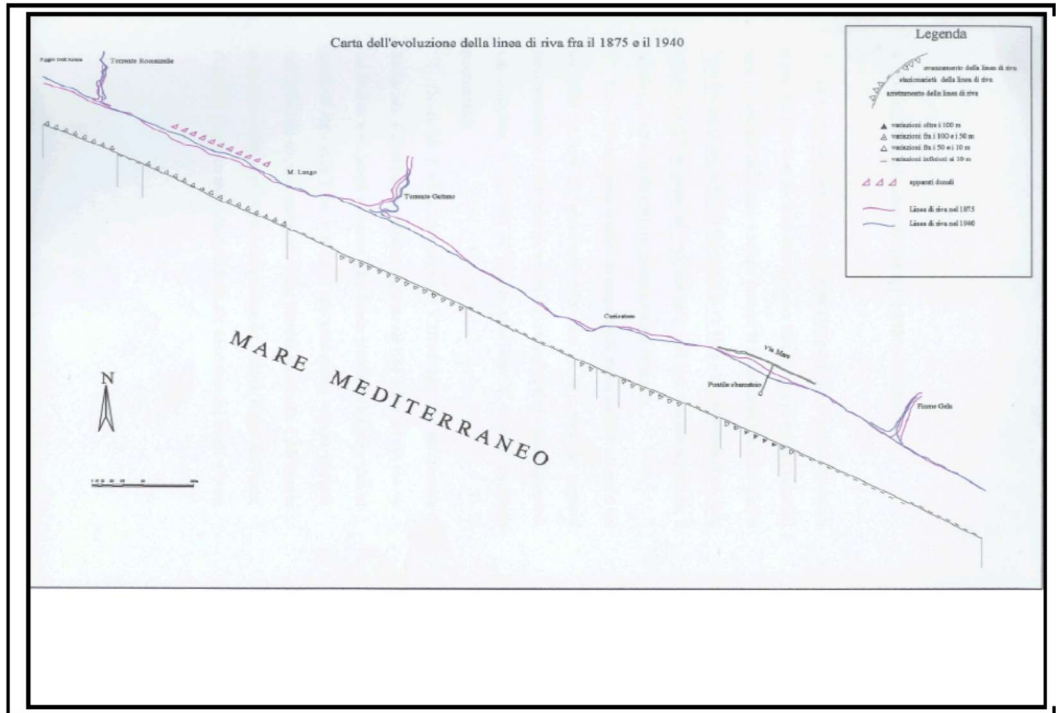 Carta dell'evoluzione della linea di riva fra il 1875 e il 1940
Legenda
avanzamento della linea di riva
stazionarietà della linea di riva
arretramento della linea di riva
variazioni oltre i 100 m
variazioni fra i 100 e i 50 m
variazioni fra i 50 e i 10 m
variazioni inferiori ai 10 m
apparati dunali
Linea di riva nel 1875
Linea di riva nel 1940
Torrente
M. Lungo
Torrente Gattano
Caricatore
Via Mare
Pontile sbarcatoio
Fiume Gela
MARE MEDITERRANEO
N